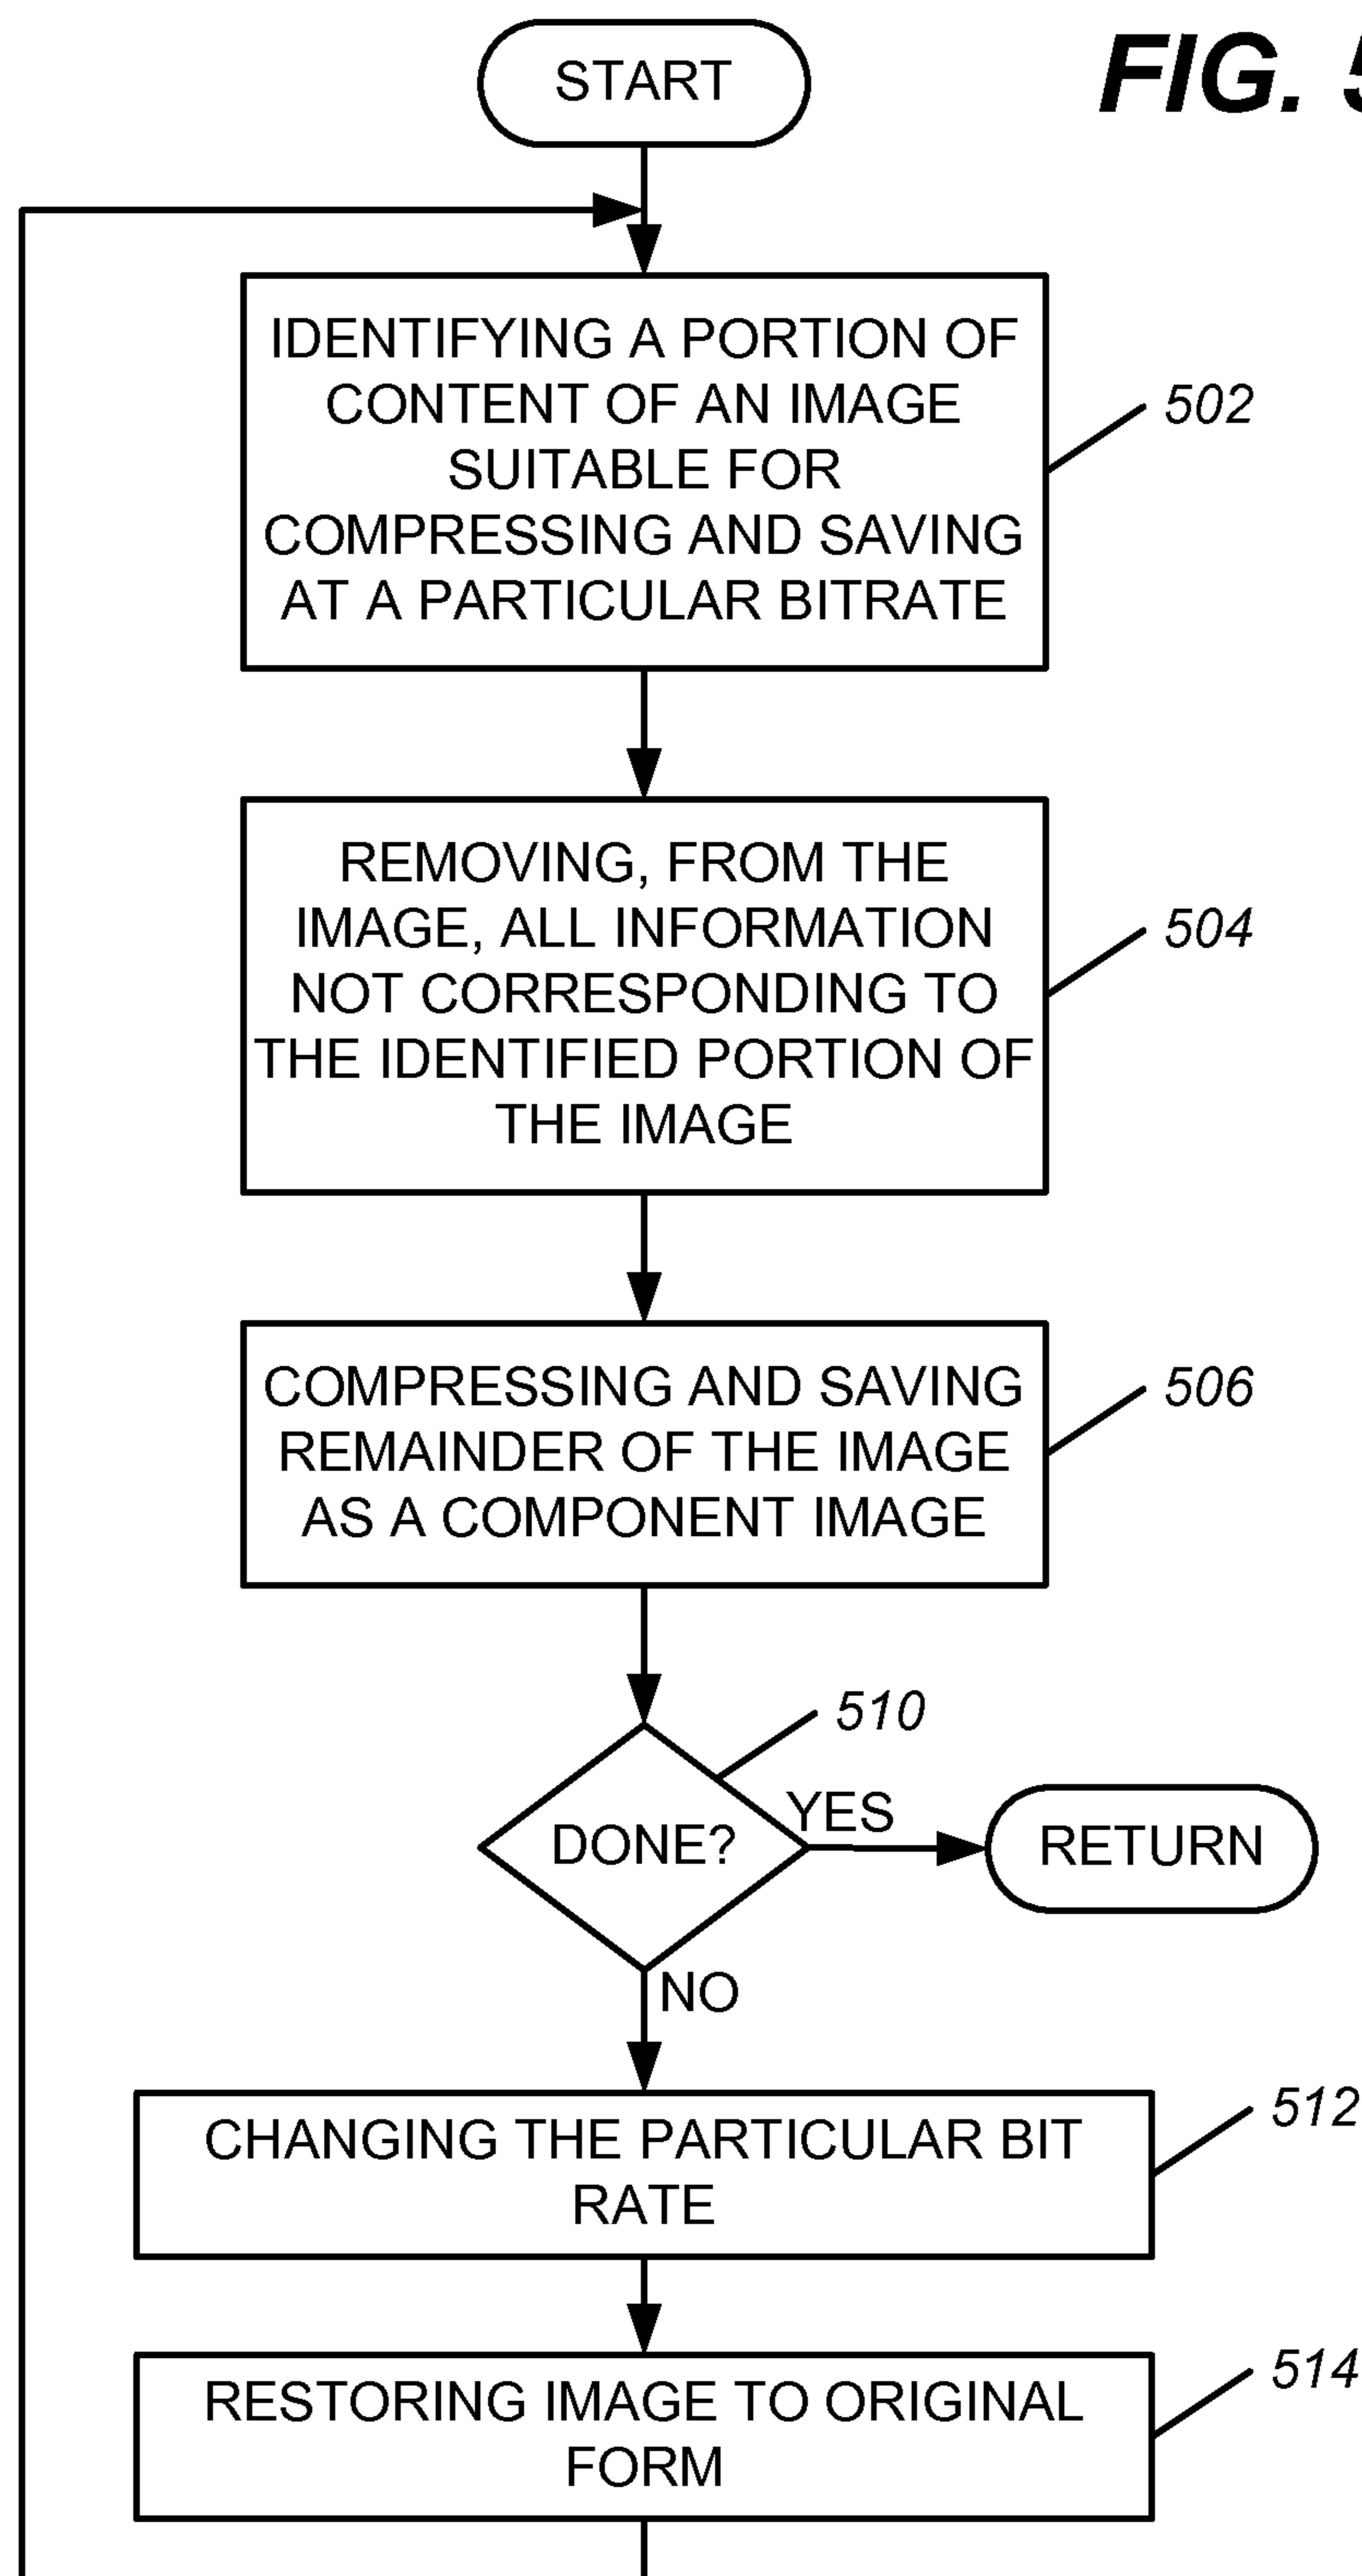 START
FIG. 5
IDENTIFYING A PORTION OF
CONTENT OF AN IMAGE
SUITABLE FOR
COMPRESSING AND SAVING
AT A PARTICULAR BITRATE
502
REMOVING, FROM THE
IMAGE, ALL INFORMATION
NOT CORRESPONDING TO
THE IDENTIFIED PORTION OF
THE IMAGE
504
COMPRESSING AND SAVING
REMAINDER OF THE IMAGE
AS A COMPONENT IMAGE
506
510
DONE?
YES
RETURN
NO
CHANGING THE PARTICULAR BIT
RATE
512
RESTORING IMAGE TO ORIGINAL
FORM
514